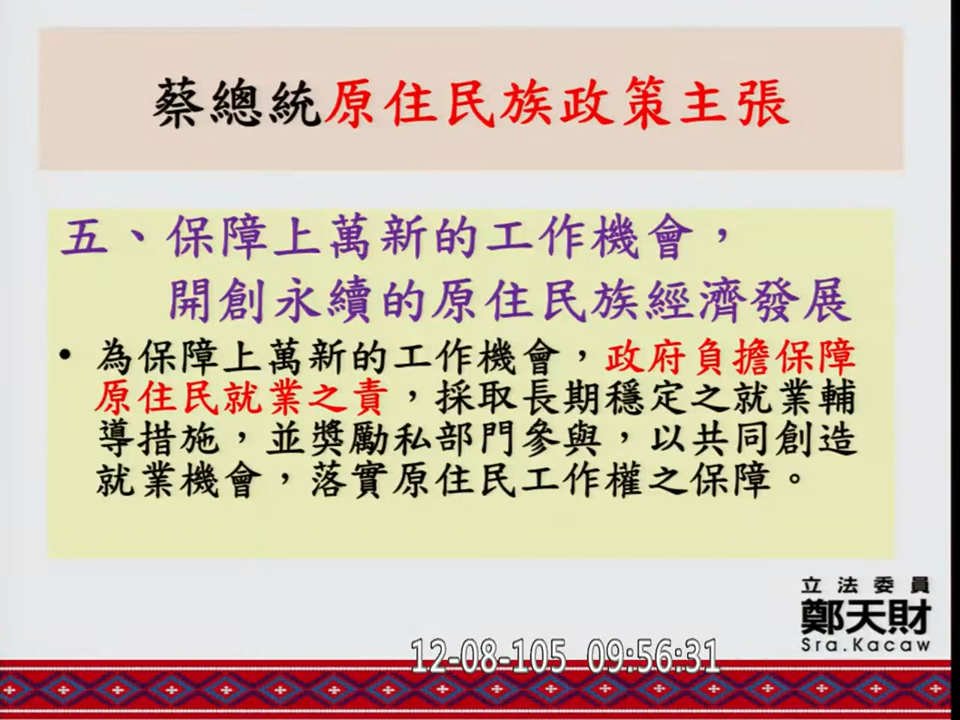 蔡總統原住民族政策主張
五、保障上萬新的工作機會，
開創永續的原住民族經濟發展
• 為保障上萬新的工作機會，政府負擔保障
原住民就業之責，採取長期穩定之就業輔
導措施，並獎勵私部門參與，以共同創造
就業機會，落實原住民工作權之保障。
立法委員
鄭天財
Sra.Kacaw
12-08-105 09:56:31